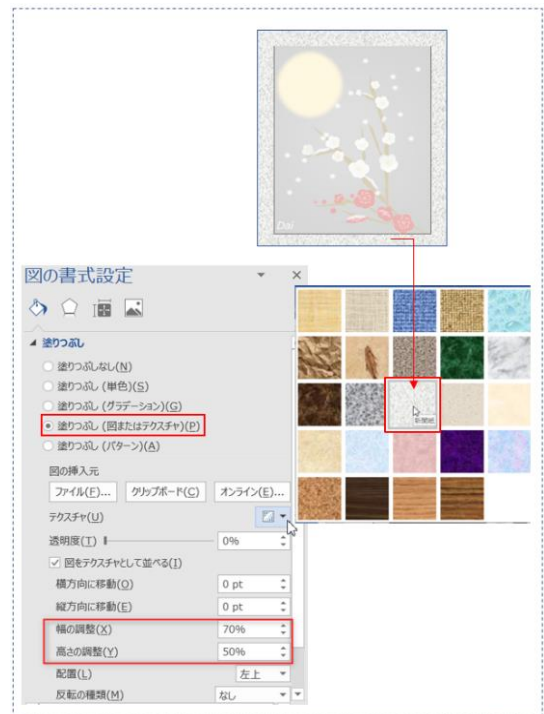 Dai
図の書式設定
塗りつぶし
塗りつぶしなし(N)
塗りつぶし (単色)(S)
塗りつぶし (グラデーション)(G)
塗りつぶし (図またはテクスチャ)(P)
塗りつぶし (パターン)(A)
図の挿入元
ファイル(F)... クリップボード(C) オンライン(E)...
テクスチャ(U)
透明度(T) 0%
図をテクスチャとして並べる(I)
横方向に移動(O) 0 pt
縦方向に移動(E) 0 pt
幅の調整(X) 70%
高さの調整(Y) 50%
配置(L) 左上
反転の種類(M) なし
新聞紙